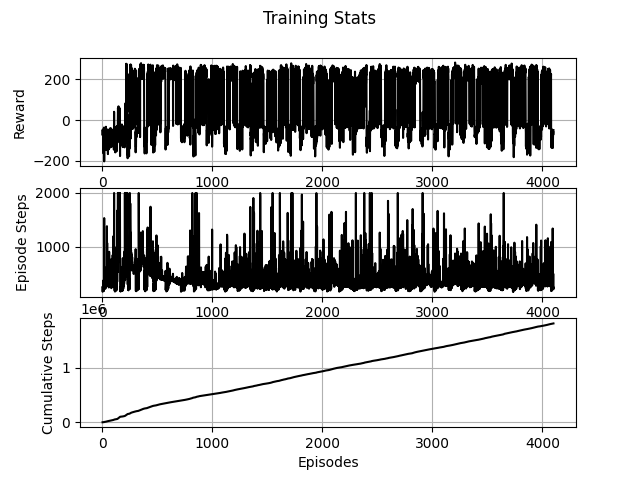 Training Stats
Reward
200
0
−200
Episode Steps
2000
1000
0 1000 2000 3000 4000
0 1000 2000 3000 4000
1e6
Cumulative Steps
1
0
0 1000 2000 3000 4000
Episodes